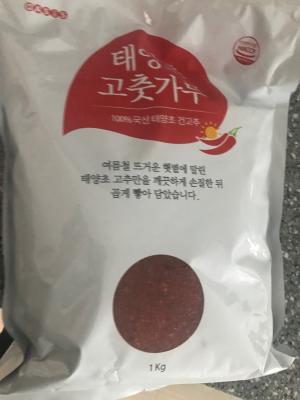 OASIS
태양
고춧가루
100% 국산 태양초 건고추
HACCP
여름철 뜨거운 햇볕에 말린
태양초 고추만을 깨끗하게 손질한 뒤
곱게 빻아 담았습니다.
1Kg